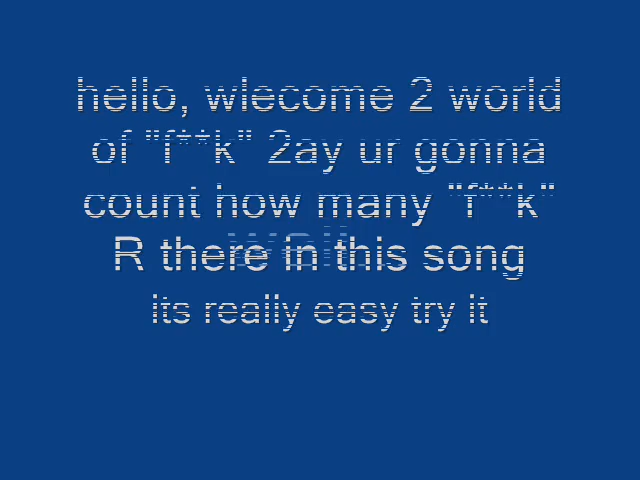 hello, wlecome 2 world
of "f**k" 2ay ur gonna
count how many "f**k"
R there in this song
its really easy try it